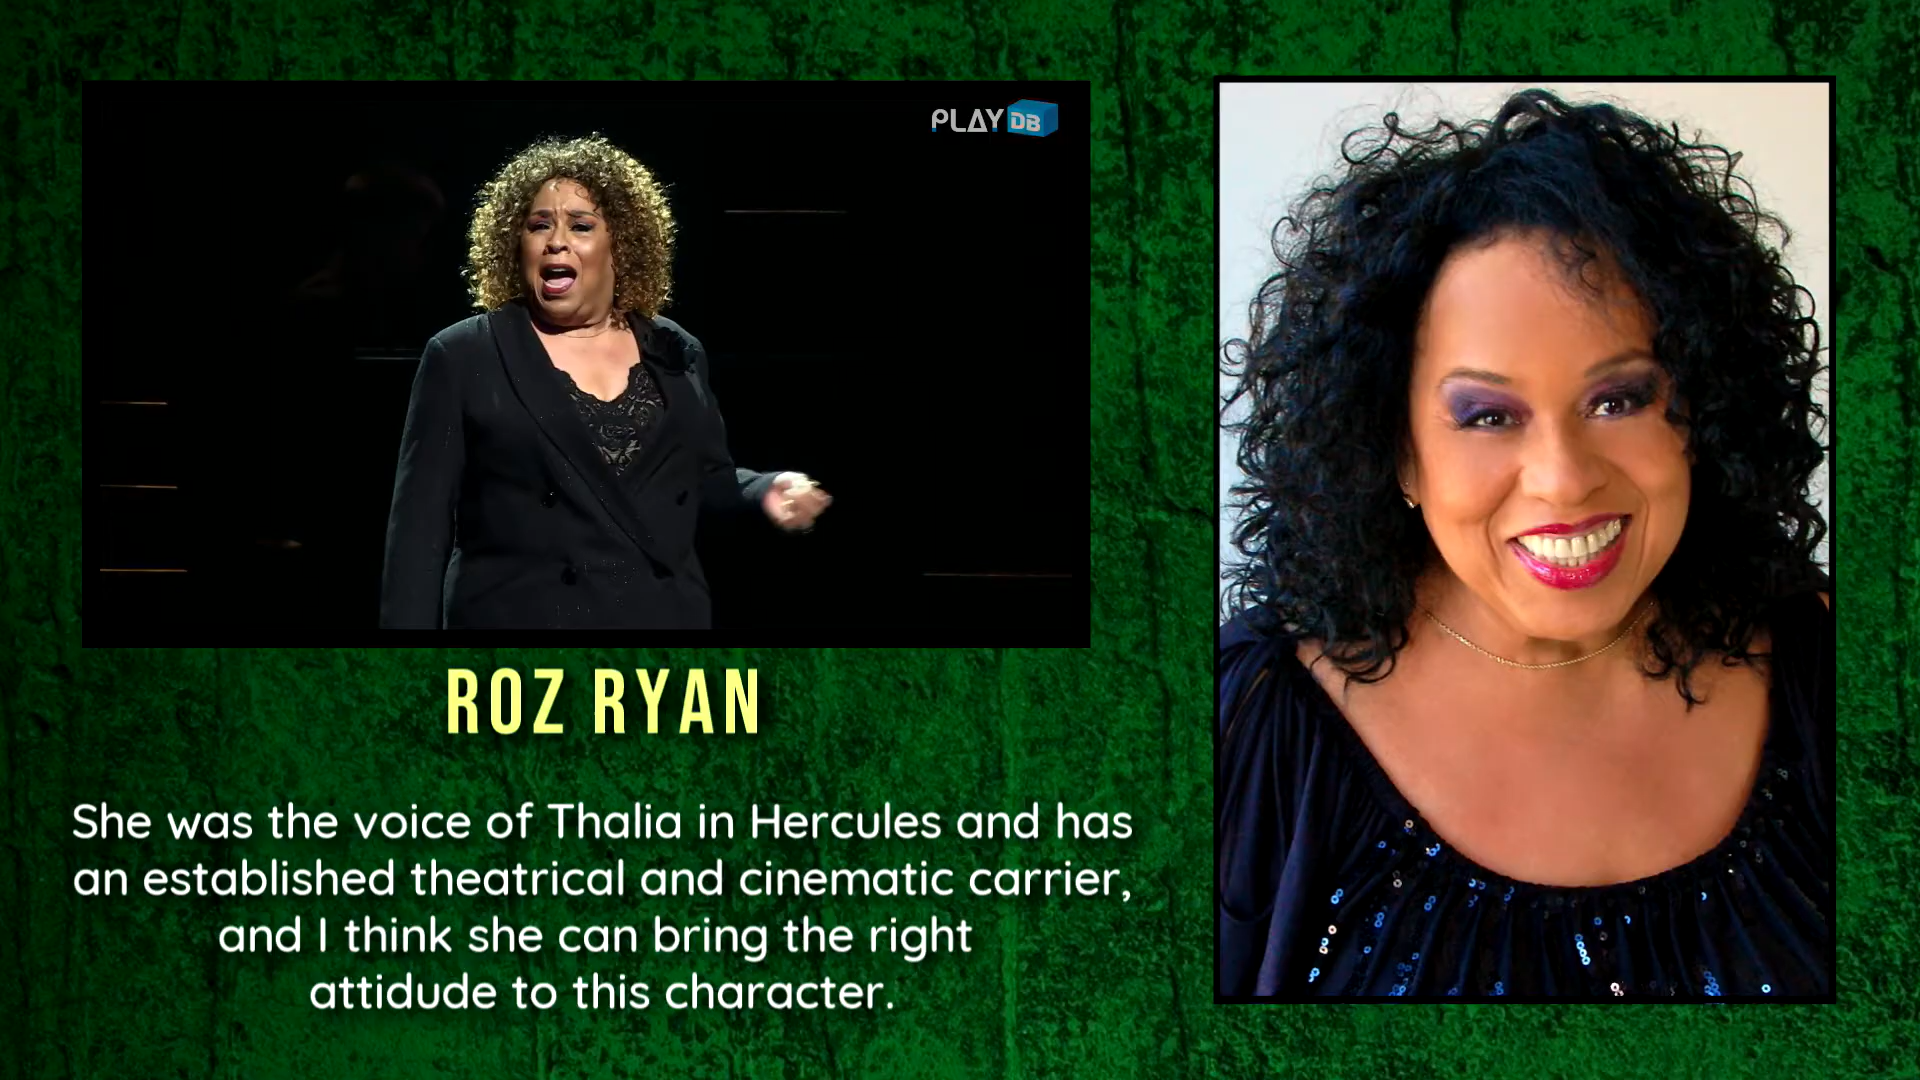 PLAY DB
ROZ RYAN
She was the voice of Thalia in Hercules and has
an established theatrical and cinematic carrier,
and I think she can bring the right
attidude to this character.